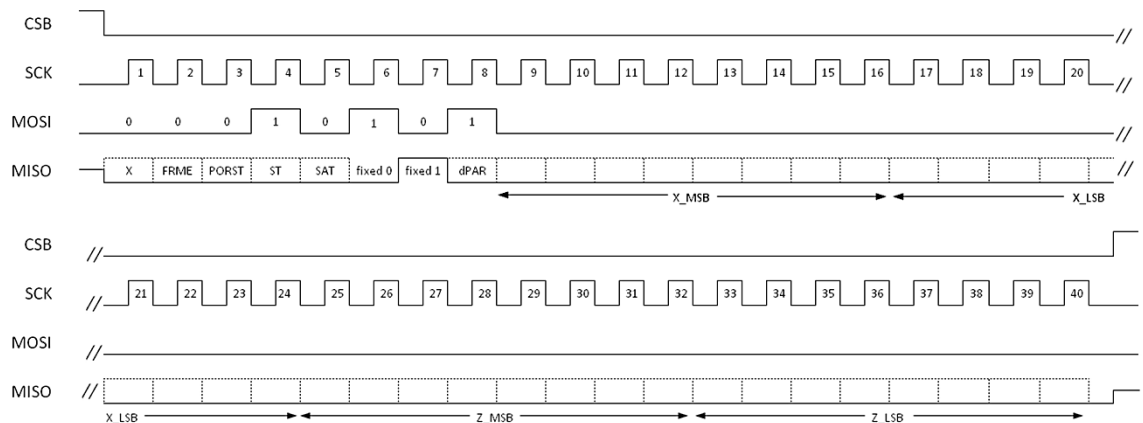 CSB
//
SCK 1 2 3 4 5 6 7 8 9 10 11 12 13 14 15 16 17 18 19 20
//
MOSI 0 0 0 1 0 1 0 1
//
MISO X FRME PORST ST SAT fixed 0 fixed 1 dPAR //
X_MSB X_LSB
CSB
//
SCK 21 22 23 24 25 26 27 28 29 30 31 32 33 34 35 36 37 38 39 40
//
MOSI
//
MISO //
X_LSB Z_MSB Z_LSB